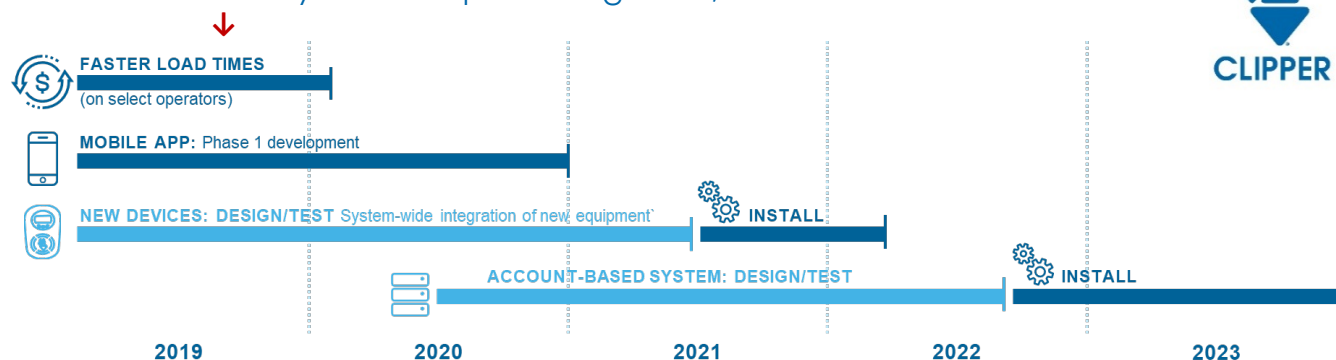 CLIPPER
FASTER LOAD TIMES
$
(on select operators)
MOBILE APP: Phase 1 development
NEW DEVICES: DESIGN/TEST System-wide integration of new equipment`
INSTALL
ACCOUNT-BASED SYSTEM: DESIGN/TEST
INSTALL
2019 2020 2021 2022 2023